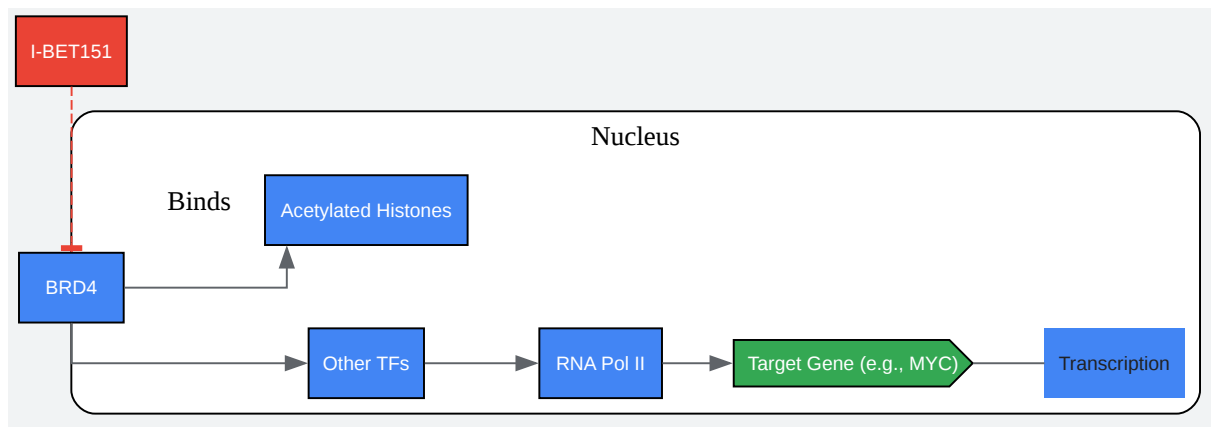 I-BET151
Nucleus
Binds
Acetylated Histones
BRD4
Other TFs
RNA Pol II
Target Gene (e.g., MYC)
Transcription